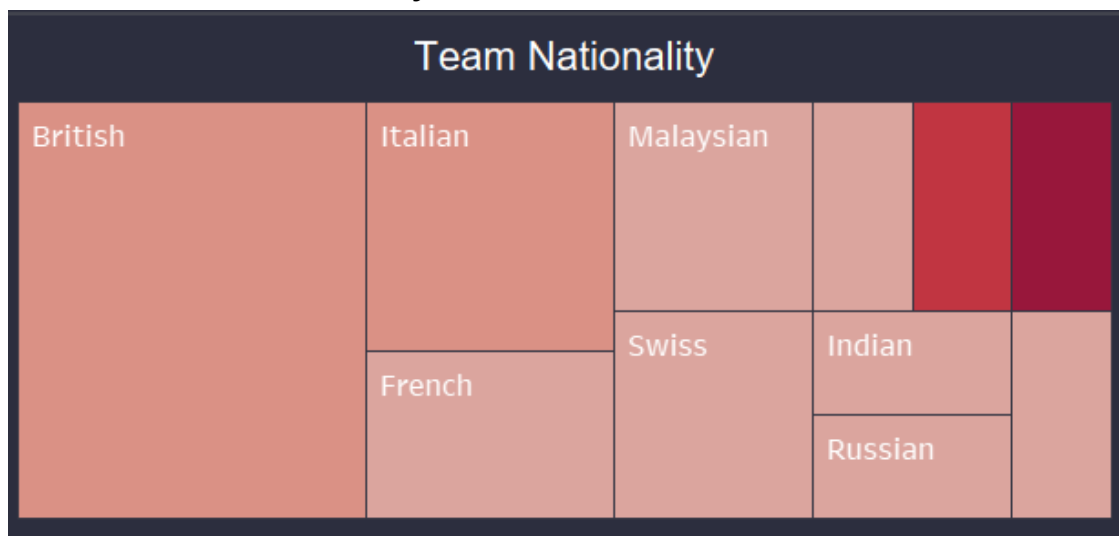 Team Nationality
British
Italian
Malaysian
French
Swiss
Indian
Russian